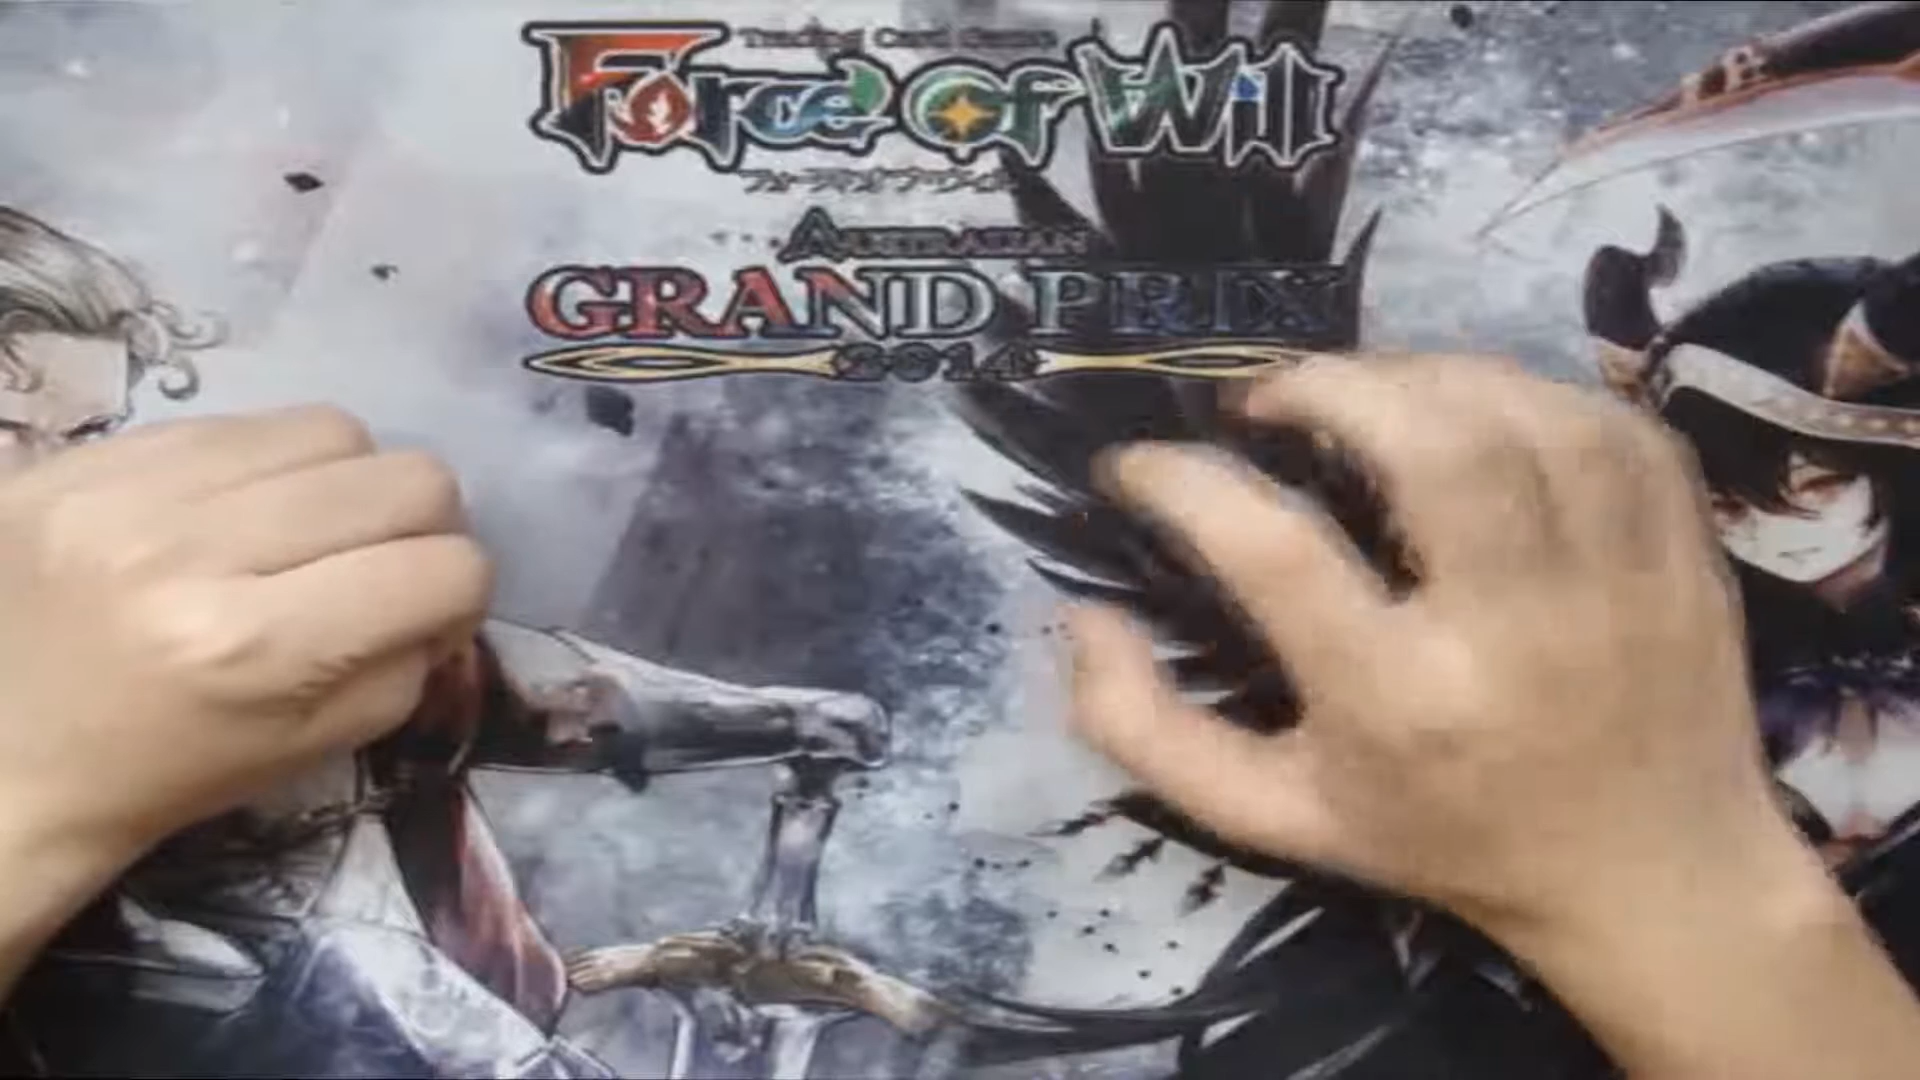 Trading Card Game
Force of Will
フォースオブウィル
Australian
GRAND PRIX
2014